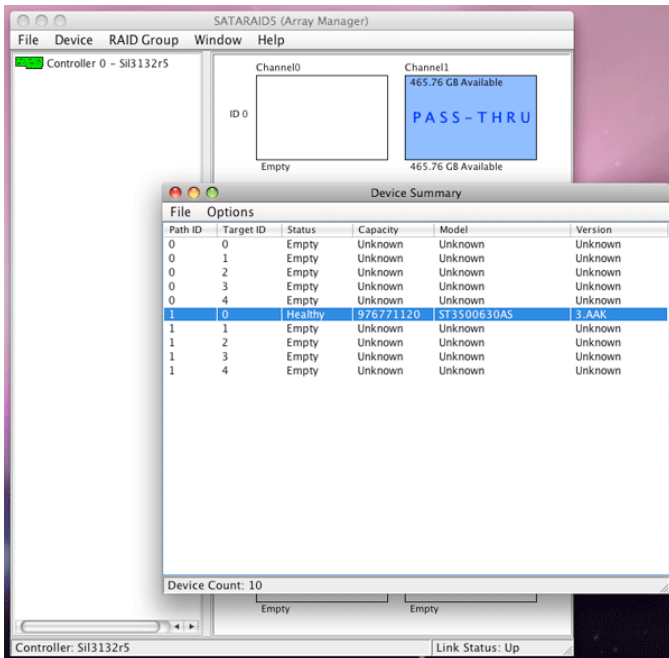 SATARAID5 (Array Manager)
File Device RAID Group Window Help
Controller 0 - SiI3132r5
Channel0 Channel1
465.76 GB Available
ID 0
PASS-THRU
Empty 465.76 GB Available
Device Summary
File Options
Path ID Target ID Status Capacity Model Version
0 0 Empty Unknown Unknown Unknown
0 1 Empty Unknown Unknown Unknown
0 2 Empty Unknown Unknown Unknown
0 3 Empty Unknown Unknown Unknown
0 4 Empty Unknown Unknown Unknown
1 0 Healthy 976771120 ST3500630AS 3.AAK
1 1 Empty Unknown Unknown Unknown
1 2 Empty Unknown Unknown Unknown
1 3 Empty Unknown Unknown Unknown
1 4 Empty Unknown Unknown Unknown
Device Count: 10
Empty Empty
Controller: SiI3132r5 Link Status: Up